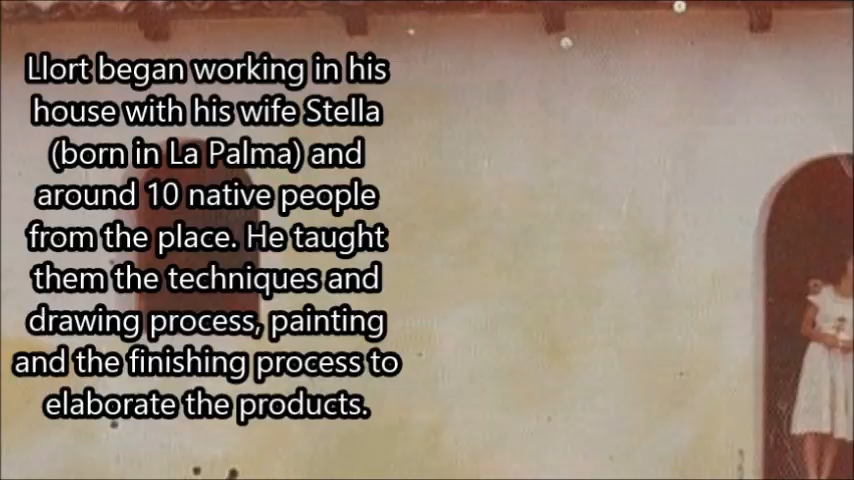 Llort began working in his
house with his wife Stella
(born in La Palma) and
around 10 native people
from the place. He taught
them the techniques and
drawing process, painting
and the finishing process to
elaborate the products.